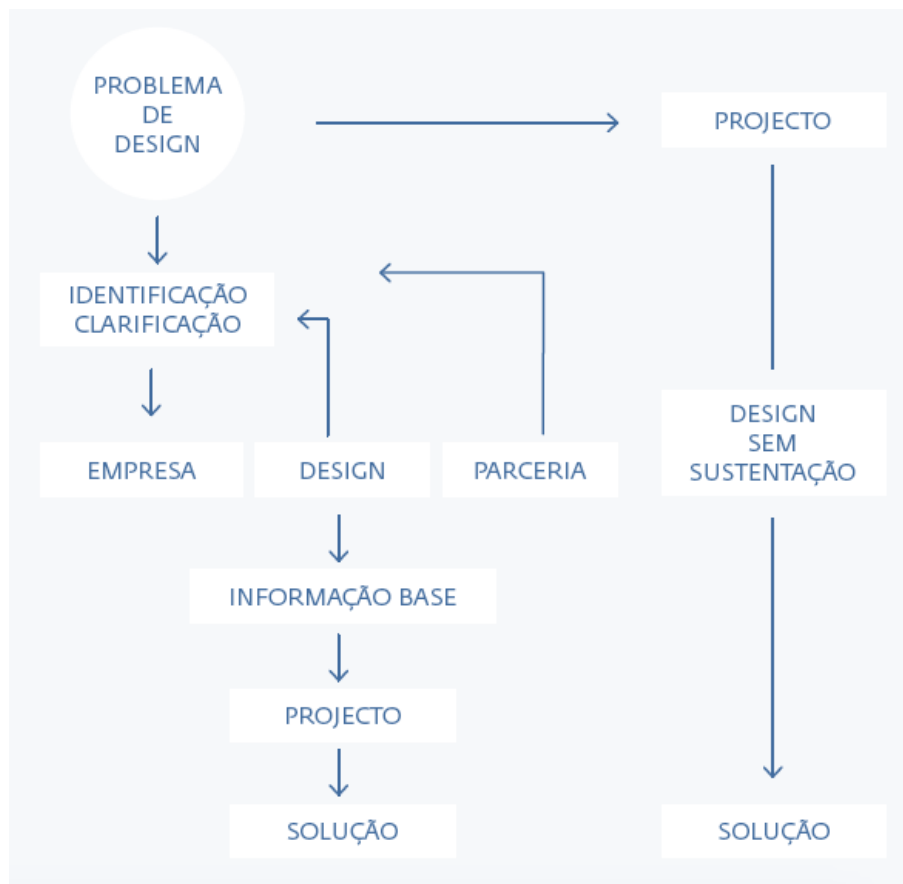 PROBLEMA
DE
DESIGN
PROJECTO
IDENTIFICAÇÃO
CLARIFICAÇÃO
EMPRESA
DESIGN
PARCERIA
DESIGN
SEM
SUSTENTAÇÃO
INFORMAÇÃO BASE
PROJECTO
SOLUÇÃO
SOLUÇÃO